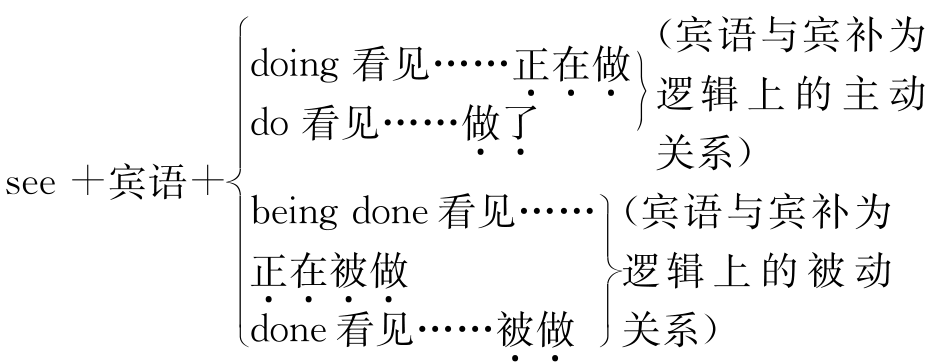 see +宾语+
doing 看见……正在做
do 看见……做了
(宾语与宾补为
逻辑上的主动
关系)
being done 看见……
正在被做
done 看见……被做
(宾语与宾补为
逻辑上的被动
关系)